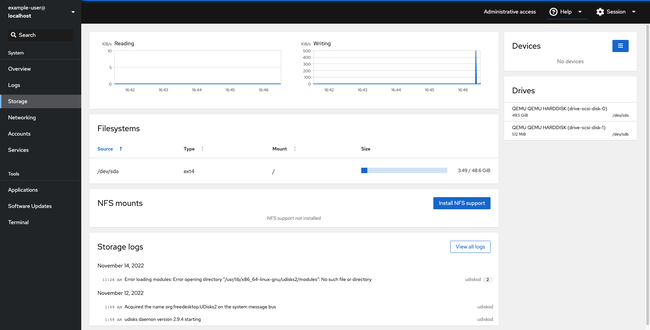 example-user@
localhost
Administrative access
Help
Session
Search
System
Overview
Logs
Storage
Networking
Accounts
Services
Tools
Applications
Software Updates
Terminal
KiB/s Reading
10
5
0
16:42 16:43 16:44 16:45 16:46
KiB/s Writing
500
400
300
200
100
0
16:42 16:43 16:44 16:45 16:46
Filesystems
Source Type Mount Size
/dev/sda ext4 / 3.49 / 48.6 GiB
NFS mounts
Install NFS support
NFS support not installed
Storage logs
View all logs
November 14, 2022
11:28 AM Error loading modules: Error opening directory "/usr/lib/x86_64-linux-gnu/udisks2/modules": No such file or directory udisksd 2
November 12, 2022
1:59 AM Acquired the name org.freedesktop.UDisks2 on the system message bus udisksd
1:59 AM udisks daemon version 2.9.4 starting udisksd
Devices
No devices
Drives
QEMU QEMU HARDDISK (drive-scsi-disk-0)
49.5 GiB /dev/sda
QEMU QEMU HARDDISK (drive-scsi-disk-1)
512 MiB /dev/sdb